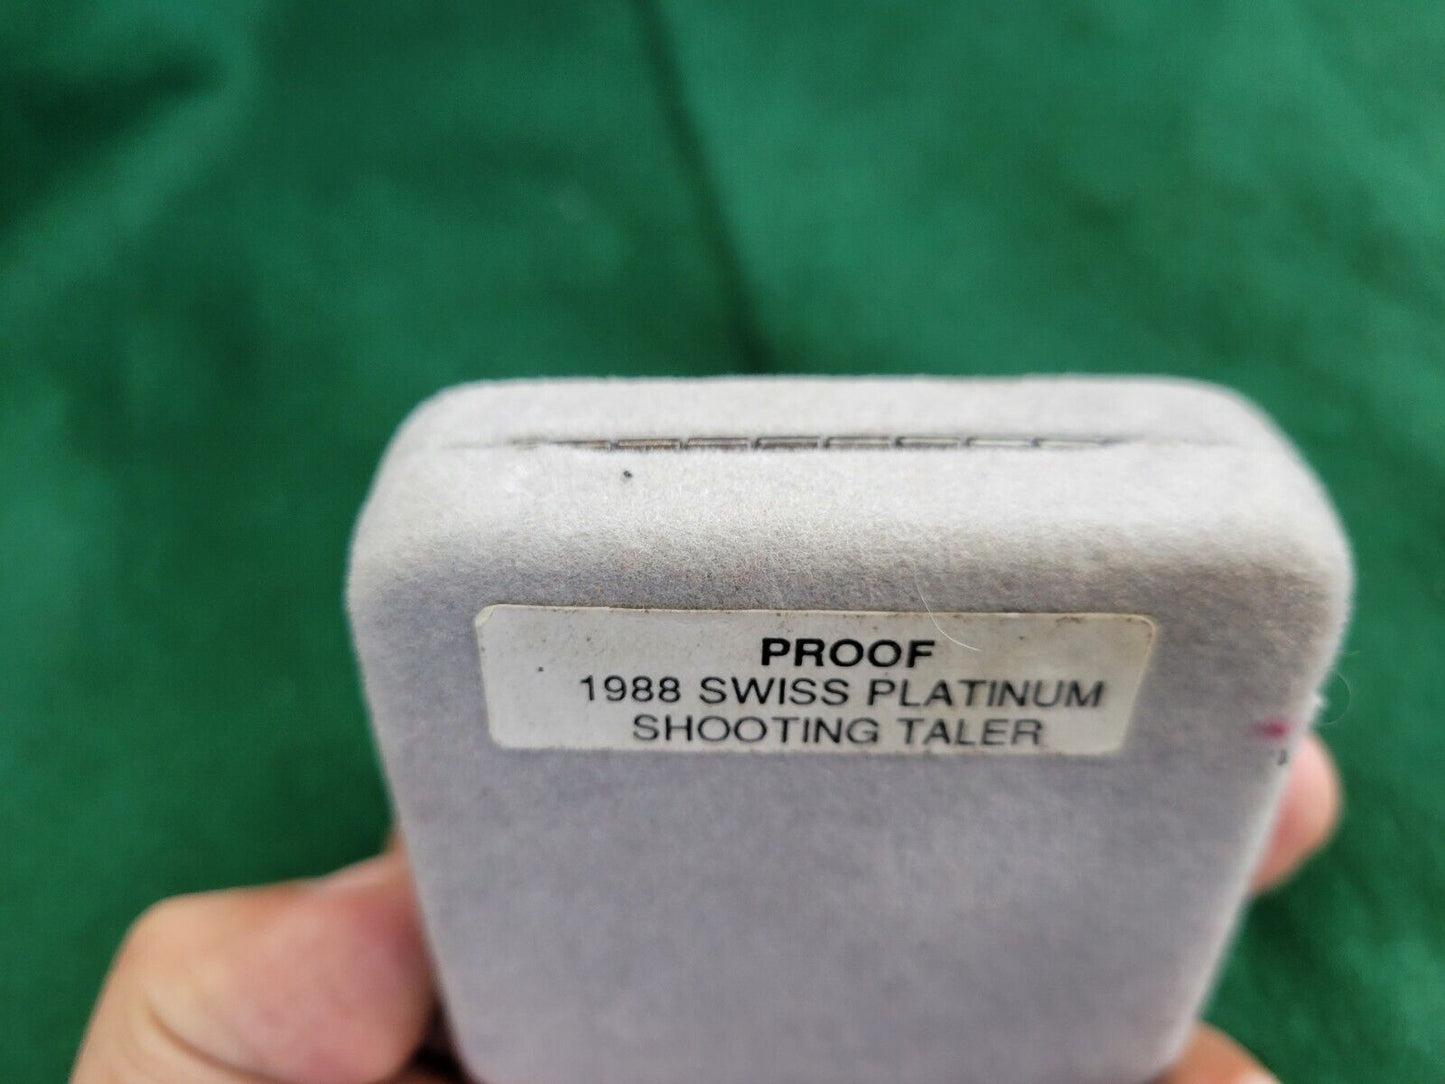 PROOF
1988 SWISS PLATINUM
SHOOTING TALER